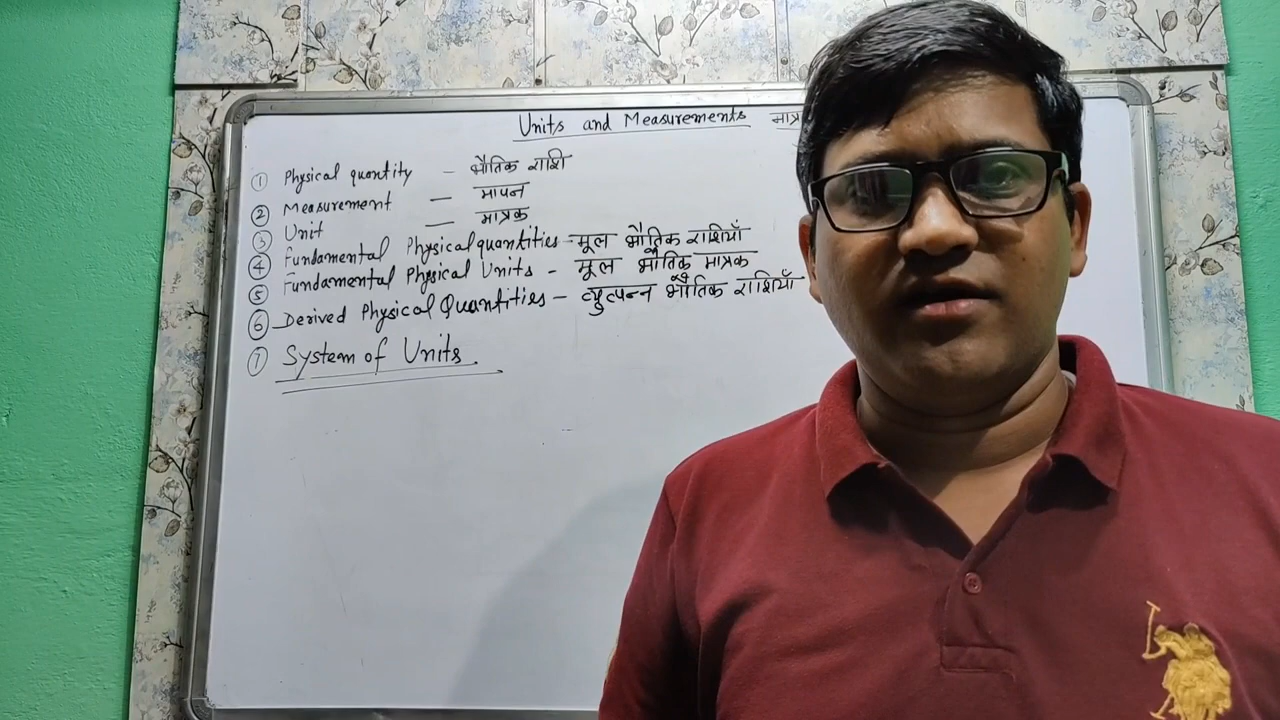 Units and Measurements
① Physical quantity – भौतिक राशि
② Measurement – मापन
③ Unit – मात्रक
④ Fundamental Physical quantities – मूल भौतिक राशियाँ
⑤ Fundamental Physical Units – मूल भौतिक मात्रक
⑥ Derived Physical Quantities – व्युत्पन्न भौतिक राशियाँ
⑦ System of Units